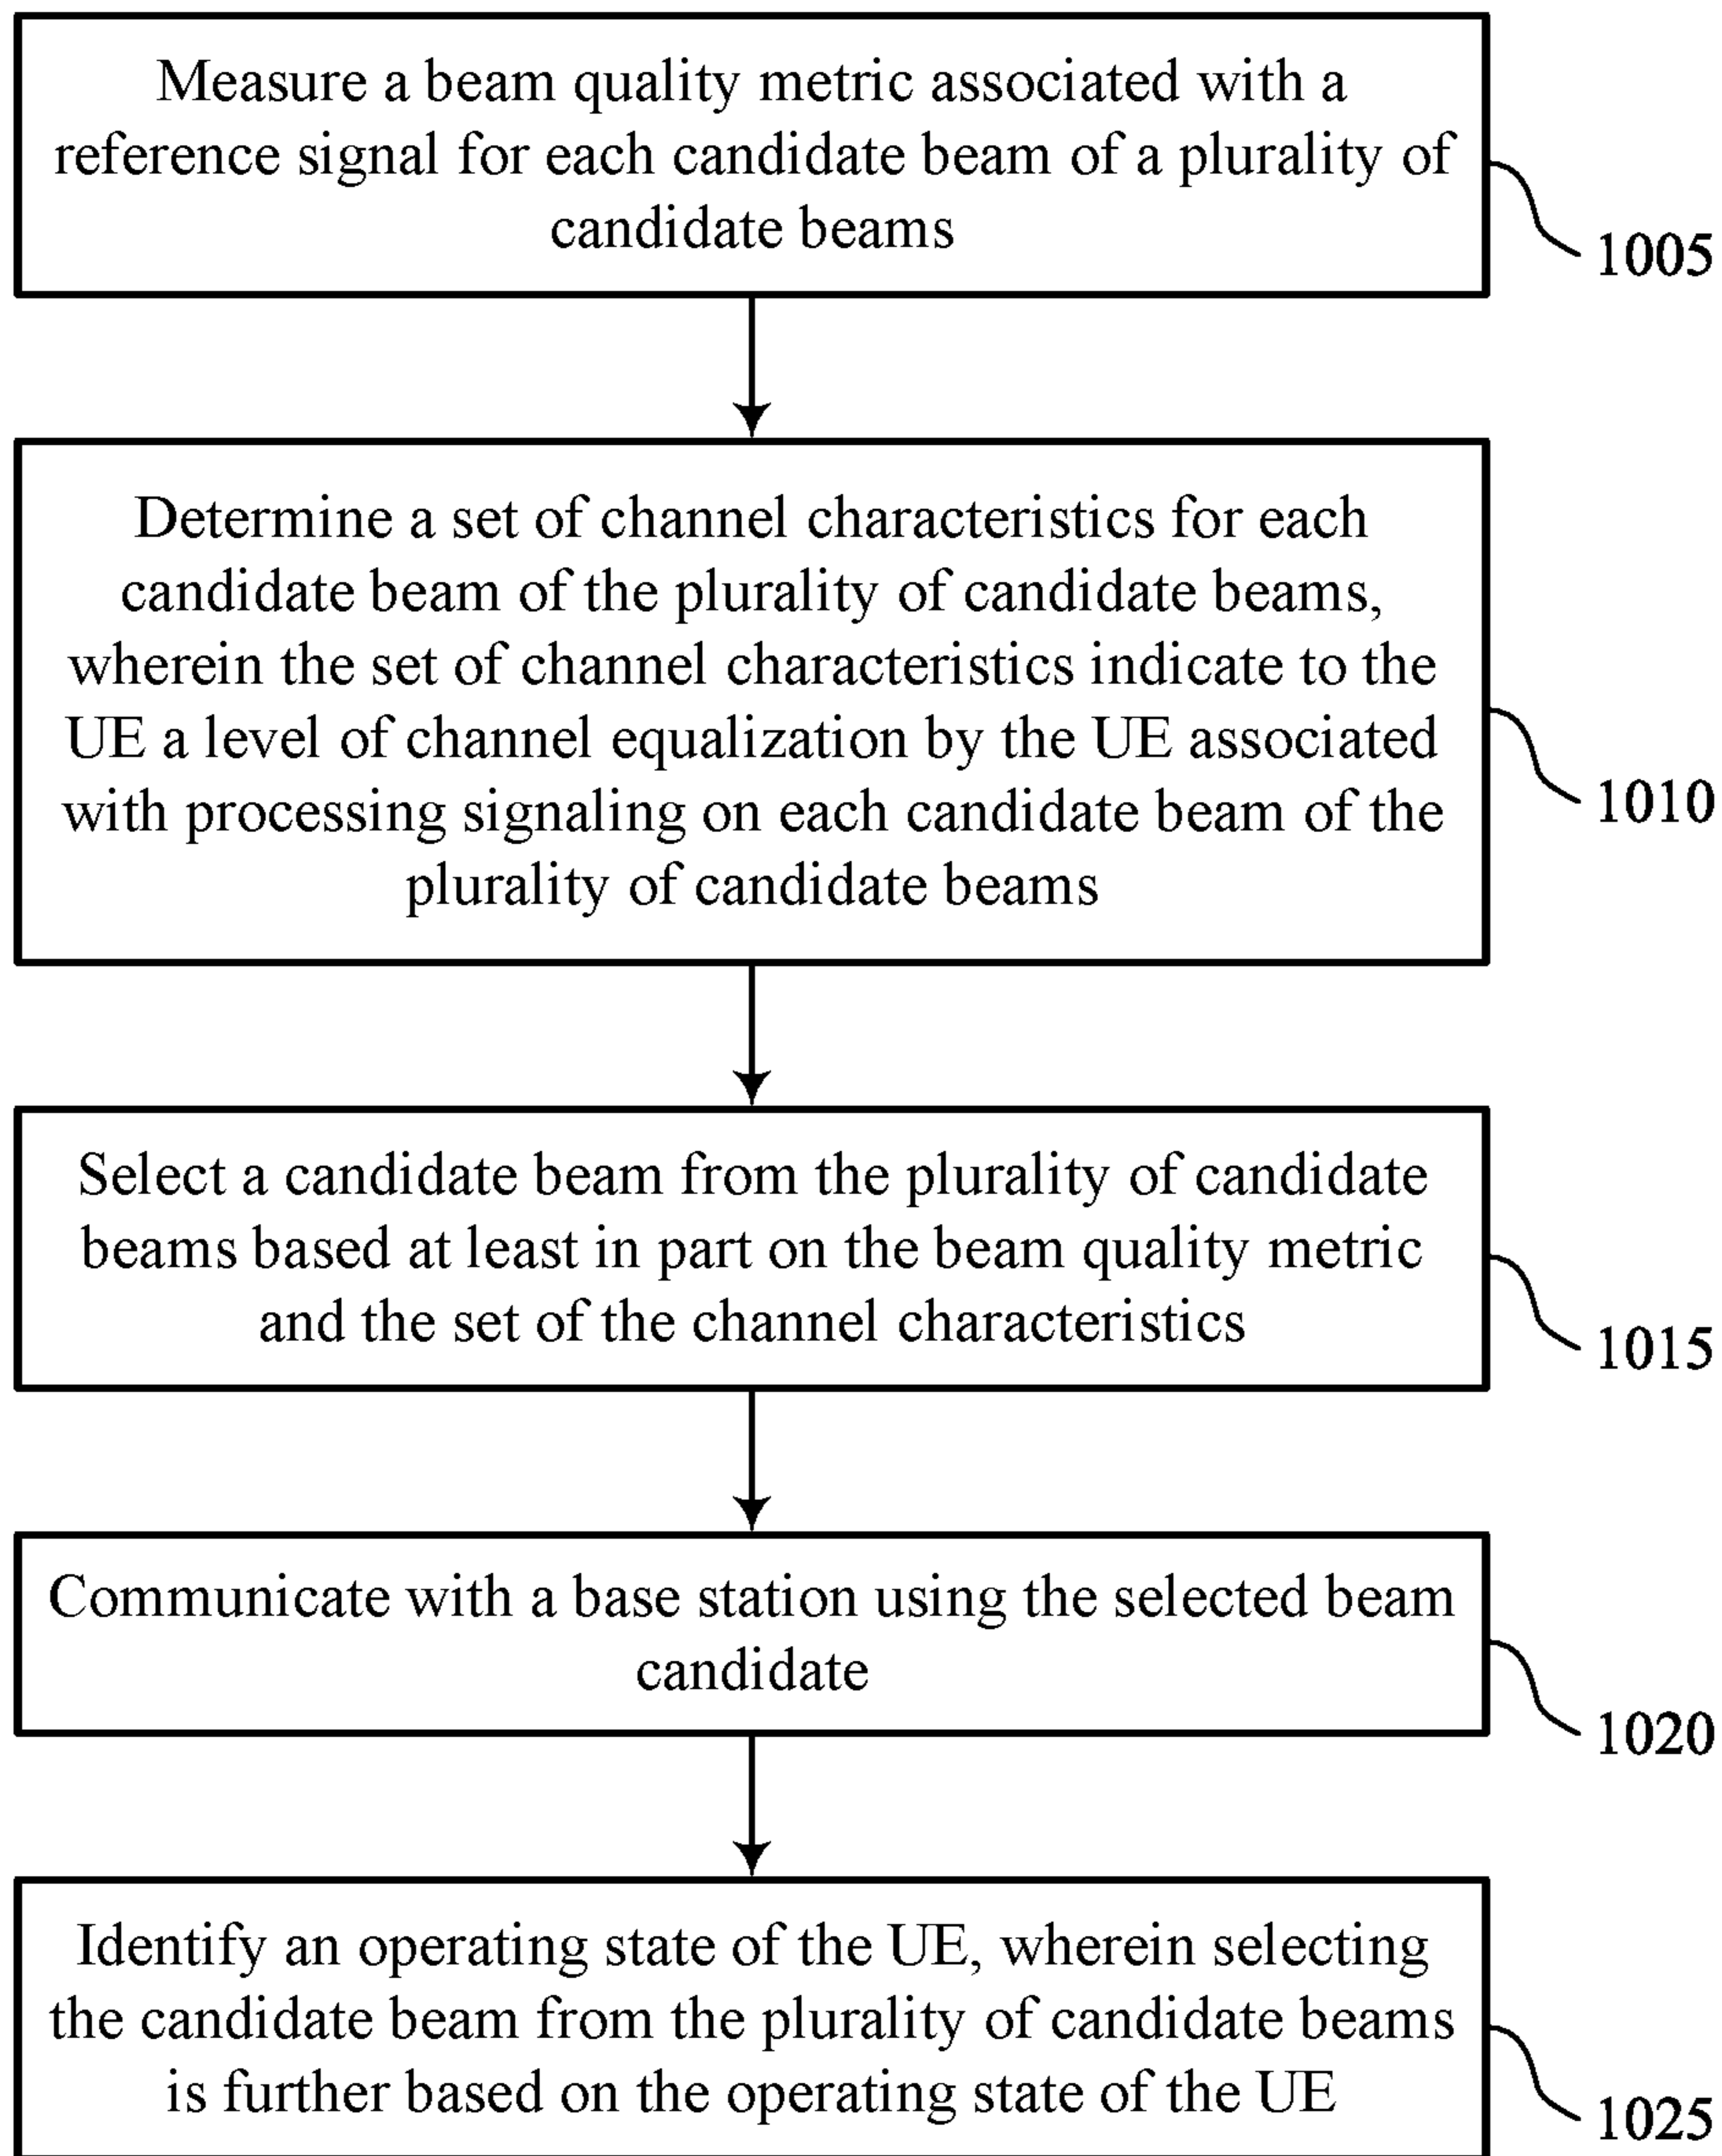 Measure a beam quality metric associated with a
reference signal for each candidate beam of a plurality of
candidate beams
1005
Determine a set of channel characteristics for each
candidate beam of the plurality of candidate beams,
wherein the set of channel characteristics indicate to the
UE a level of channel equalization by the UE associated
with processing signaling on each candidate beam of the
plurality of candidate beams
1010
Select a candidate beam from the plurality of candidate
beams based at least in part on the beam quality metric
and the set of the channel characteristics
1015
Communicate with a base station using the selected beam
candidate
1020
Identify an operating state of the UE, wherein selecting
the candidate beam from the plurality of candidate beams
is further based on the operating state of the UE
1025